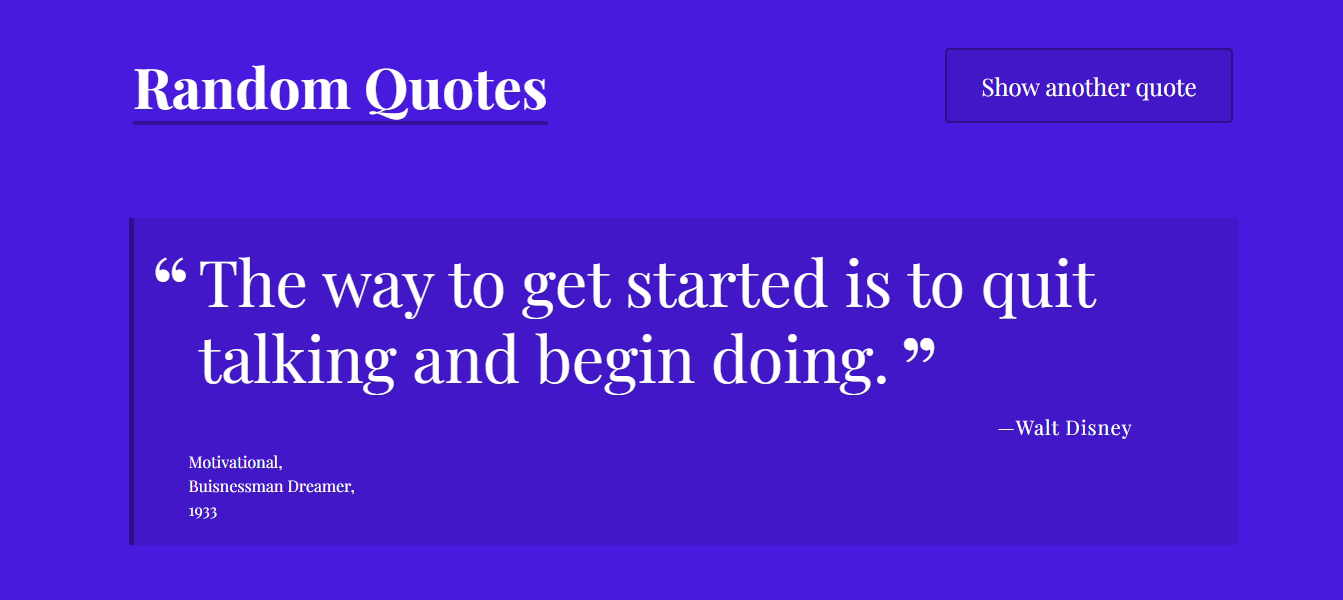 Random Quotes
Show another quote
“ The way to get started is to quit
talking and begin doing. ”
—Walt Disney
Motivational,
Buisnessman Dreamer,
1933